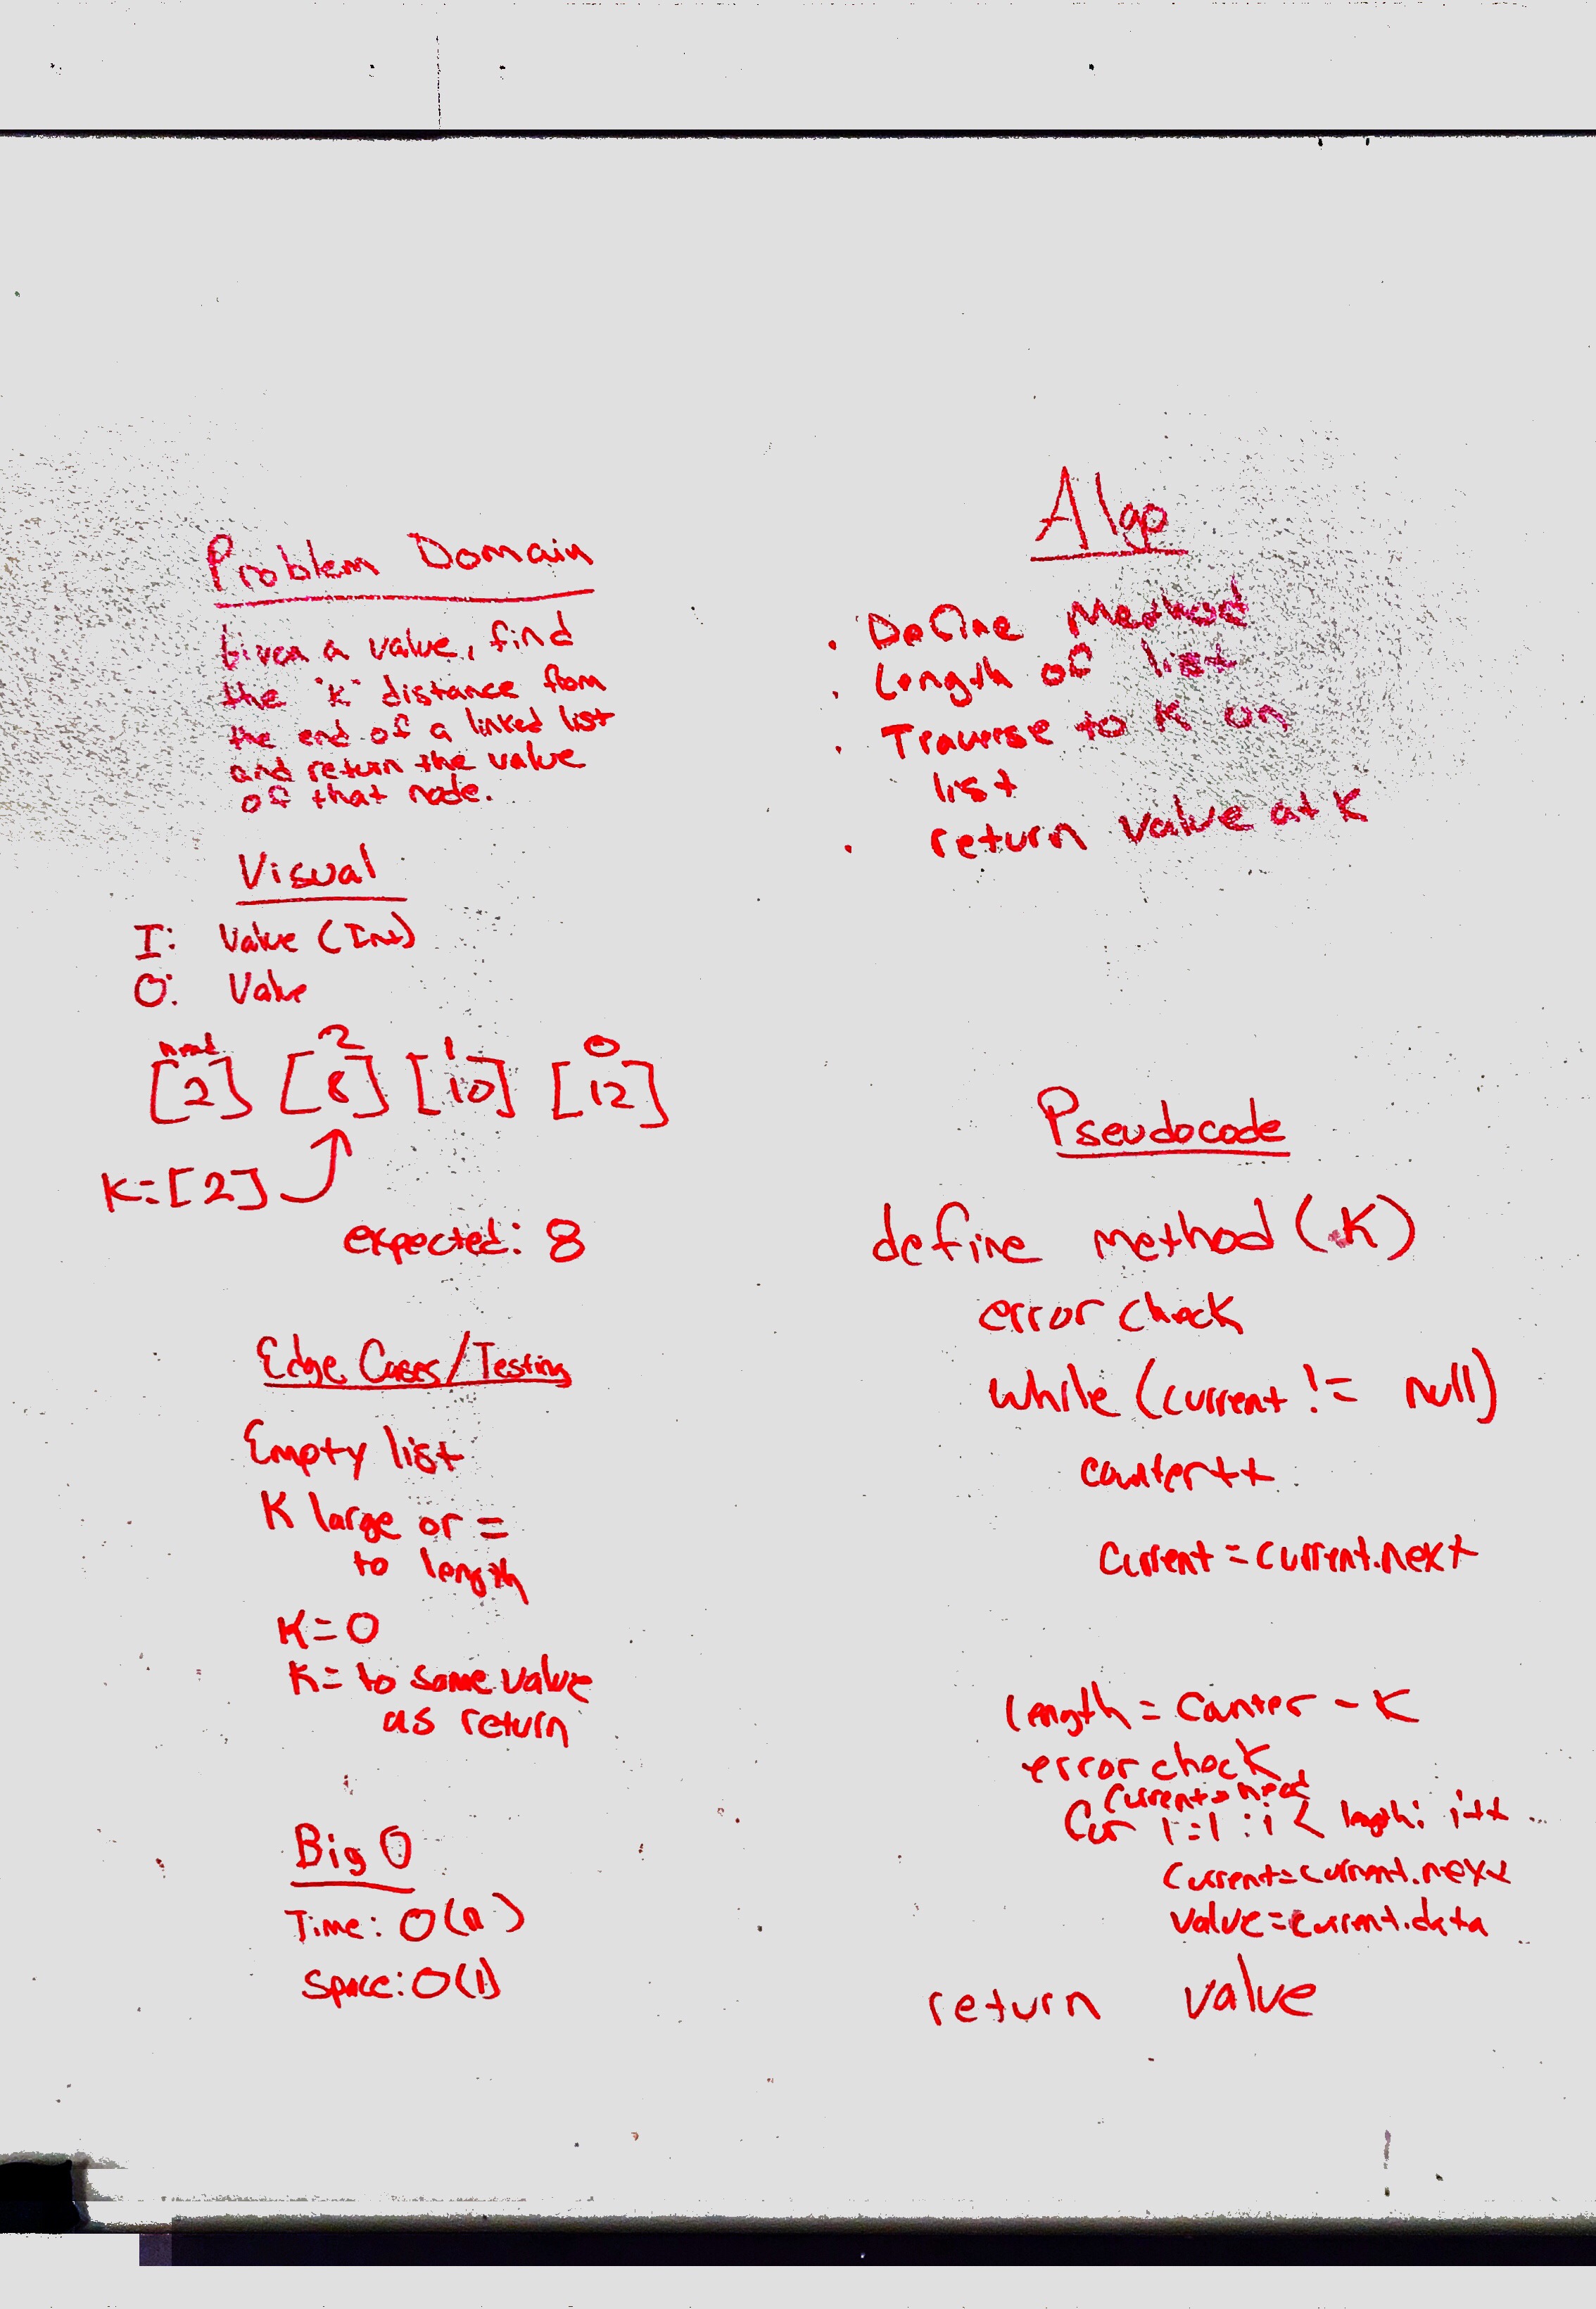 Problem Domain
Given a value, find
the "k" distance from
the end of a linked list
and return the value
of that node.
Visual
I: Value (Int)
O: Value
head 2 1 0
[2] [8] [10] [12]
K=[2]
expected: 8
Edge Cases/Testing
Empty list
K large or =
to length
K=0
K= to same value
as return
Big O
Time: O(n)
Space: O(1)
Algo
. Define Method
. Length of list
. Traverse to K on
list
. return value at K
Pseudocode
define method (K)
error check
while (current != null)
counter++
current = current.next
length = counter - K
error check
current = head
for i=1 : i < length: i++
current=current.next
value=current.data
return value